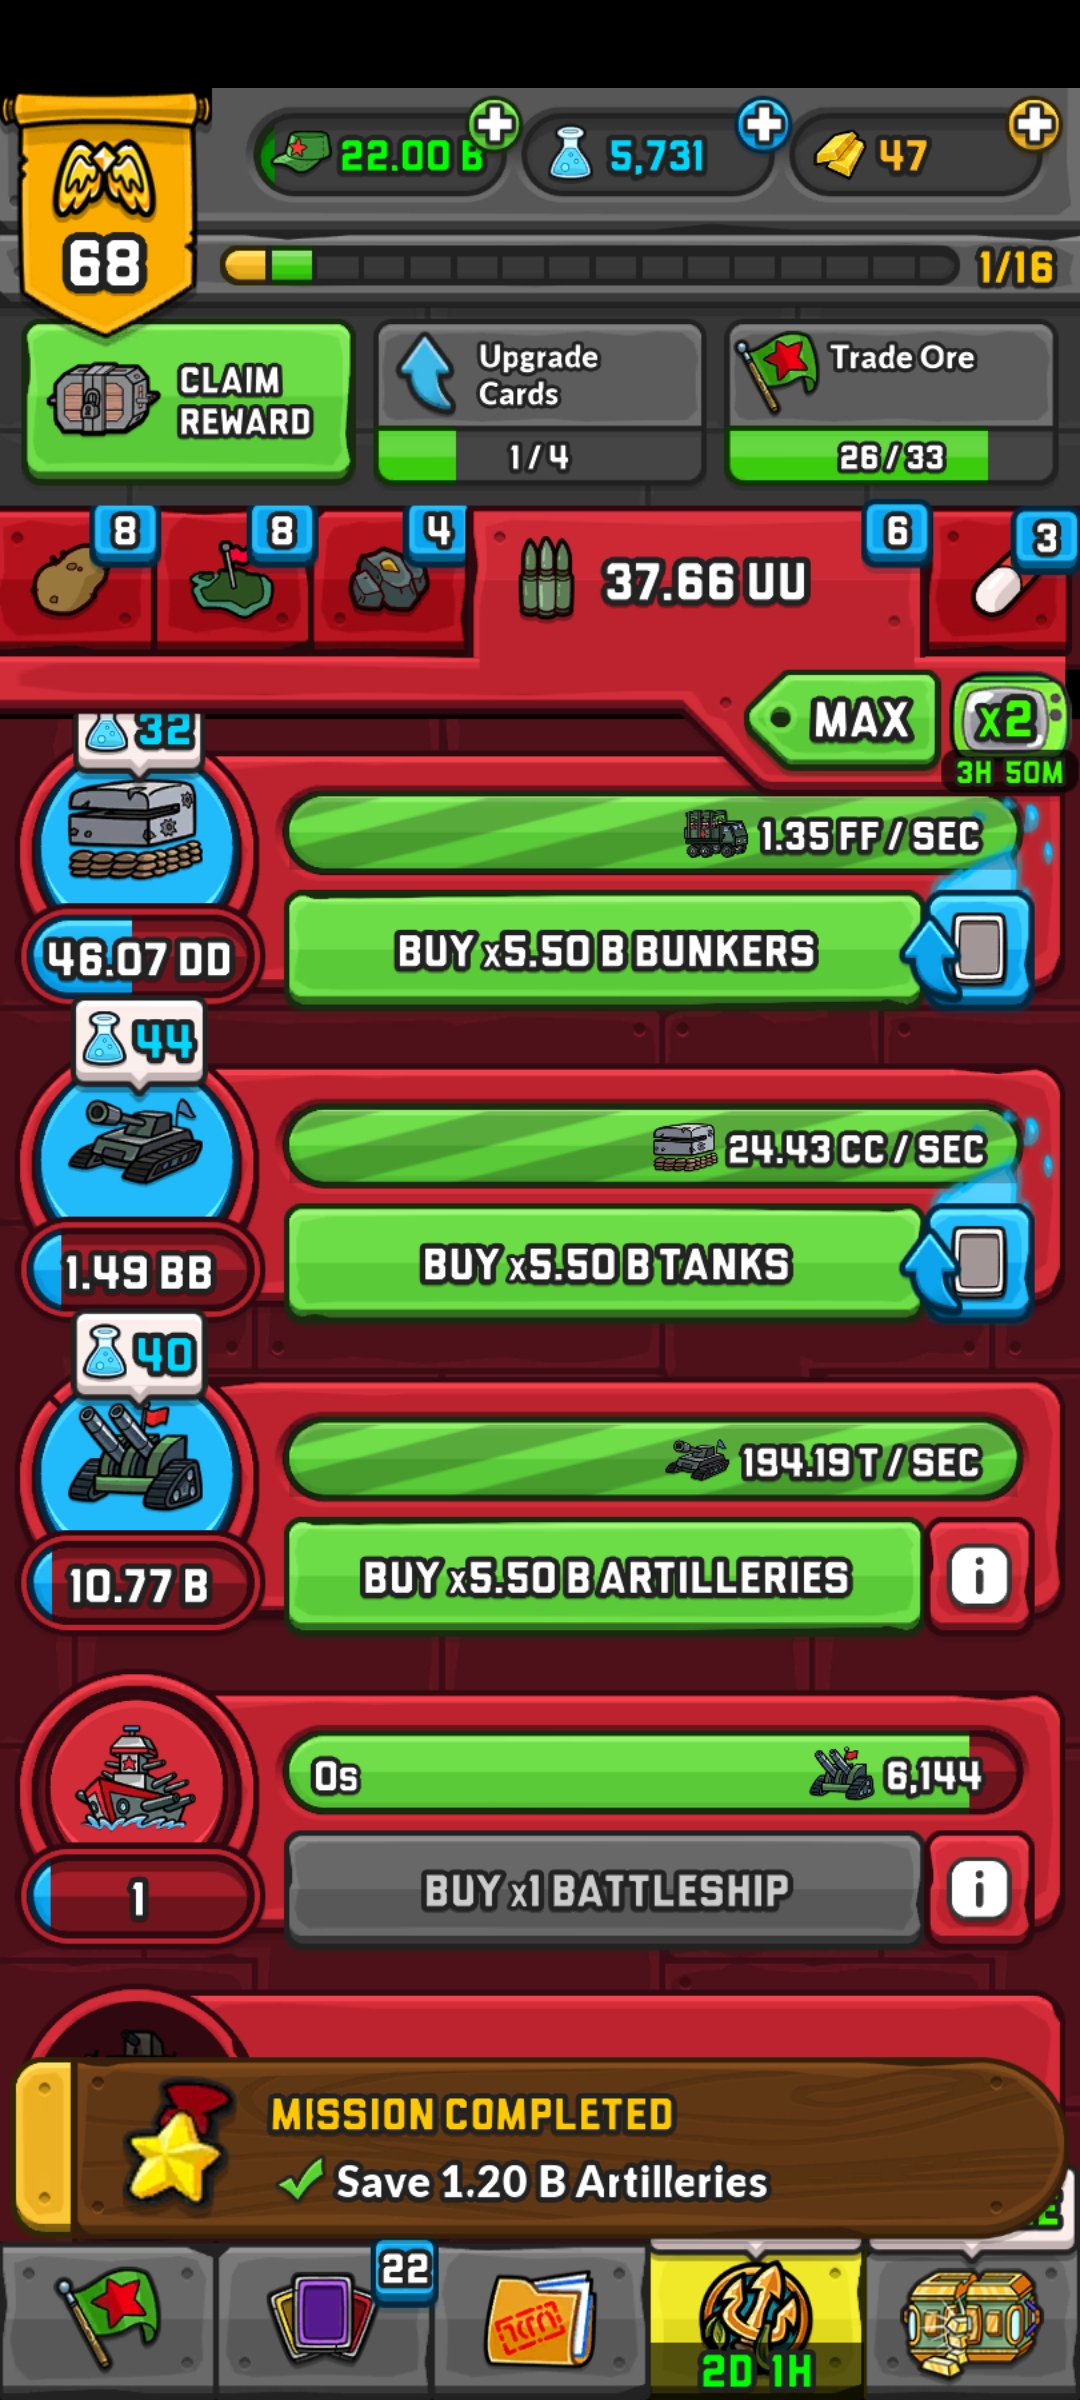 22.00 B
5,731
47
68
1/16
CLAIM
REWARD
Upgrade
Cards
1/4
Trade Ore
26/33
8
8
4
37.66 UU
6
3
MAX
x2
3H 50M
32
1.35 FF / SEC
46.07 DD
BUY x5.50 B BUNKERS
44
24.43 CC / SEC
1.49 BB
BUY x5.50 B TANKS
40
194.19 T / SEC
10.77 B
BUY x5.50 B ARTILLERIES
i
0s
6,144
1
BUY x1 BATTLESHIP
i
MISSION COMPLETED
Save 1.20 B Artilleries
22
2D 1H